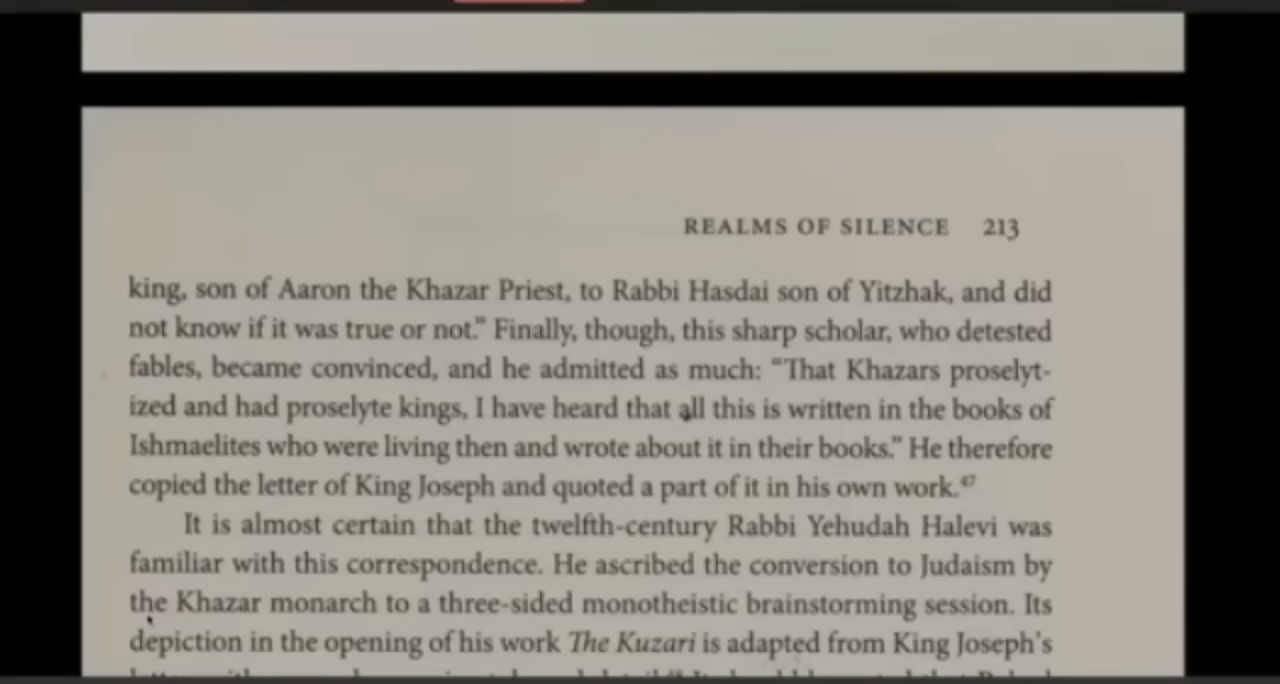 REALMS OF SILENCE 213
king, son of Aaron the Khazar Priest, to Rabbi Hasdai son of Yitzhak, and did
not know if it was true or not.” Finally, though, this sharp scholar, who detested
fables, became convinced, and he admitted as much: “That Khazars proselyt-
ized and had proselyte kings, I have heard that all this is written in the books of
Ishmaelites who were living then and wrote about it in their books.” He therefore
copied the letter of King Joseph and quoted a part of it in his own work.47
It is almost certain that the twelfth-century Rabbi Yehudah Halevi was
familiar with this correspondence. He ascribed the conversion to Judaism by
the Khazar monarch to a three-sided monotheistic brainstorming session. Its
depiction in the opening of his work The Kuzari is adapted from King Joseph's